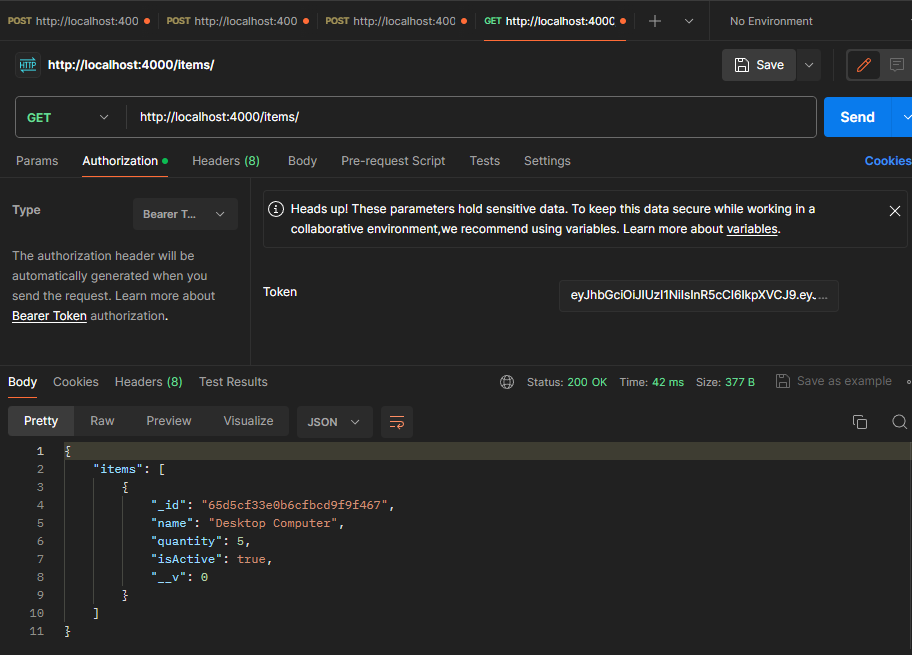 POST http://localhost:400 POST http://localhost:400 POST http://localhost:400 GET http://localhost:4000 No Environment
HTTP http://localhost:4000/items/ Save
GET http://localhost:4000/items/ Send
Params Authorization Headers (8) Body Pre-request Script Tests Settings Cookies
Type Bearer T...
The authorization header will be
automatically generated when you
send the request. Learn more about
Bearer Token authorization.
Heads up! These parameters hold sensitive data. To keep this data secure while working in a
collaborative environment,we recommend using variables. Learn more about variables.
Token eyJhbGciOiJIUzI1NiIsInR5cCI6IkpXVCJ9.ey. ...
Body Cookies Headers (8) Test Results Status: 200 OK Time: 42 ms Size: 377 B Save as example
Pretty Raw Preview Visualize JSON
1 {
2 "items": [
3 {
4 "_id": "65d5cf33e0b6cfbcd9f9f467",
5 "name": "Desktop Computer",
6 "quantity": 5,
7 "isActive": true,
8 "__v": 0
9 }
10 ]
11 }